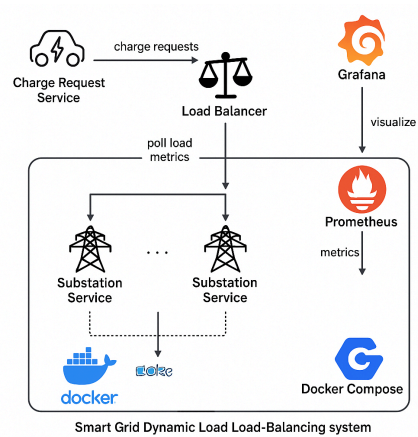 charge requests
Charge Request
Service
Load Balancer
Grafana
visualize
poll load
metrics
Prometheus
metrics
Substation
Service
...
Substation
Service
docker
Docker Compose
Smart Grid Dynamic Load Load-Balancing system